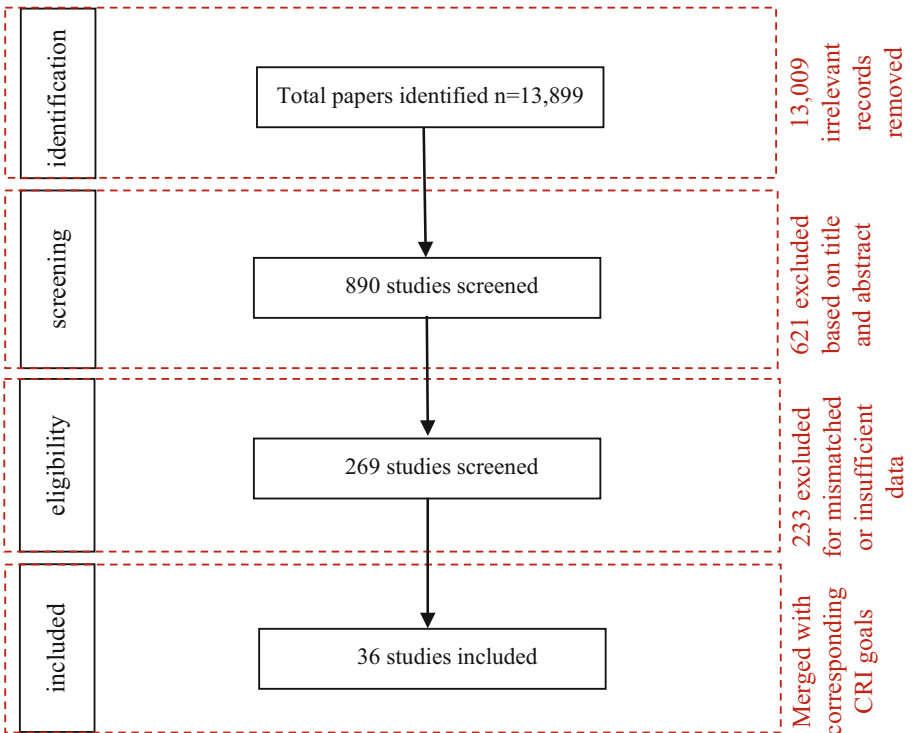 identification
Total papers identified n=13,899
13,009
irrelevant
records
removed
screening
890 studies screened
621 excluded
based on title
and abstract
eligibility
269 studies screened
233 excluded
for mismatched
or insufficient
data
included
36 studies included
Merged with
corresponding
CRI goals